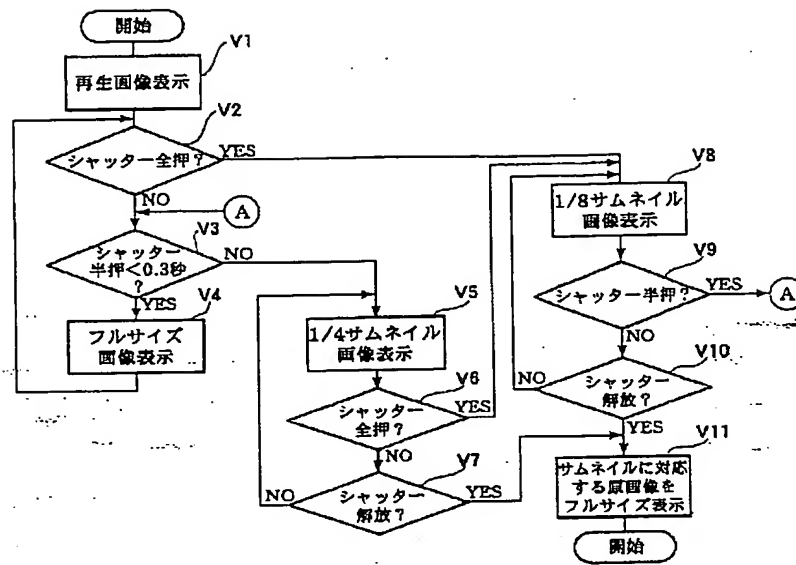 開始
V1
再生画像表示
V2
シャッター全押？
YES
NO
A
V3
シャッター
半押＜0.3秒
？
NO
YES
V4
フルサイズ
画像表示
V5
1/4サムネイル
画像表示
V6
シャッター
全押？
YES
NO
V7
シャッター
解放？
NO
YES
V8
1/8サムネイル
画像表示
V9
シャッター半押？
YES
A
NO
V10
シャッター
解放？
NO
YES
V11
サムネイルに対応
する原画像を
フルサイズ表示
開始